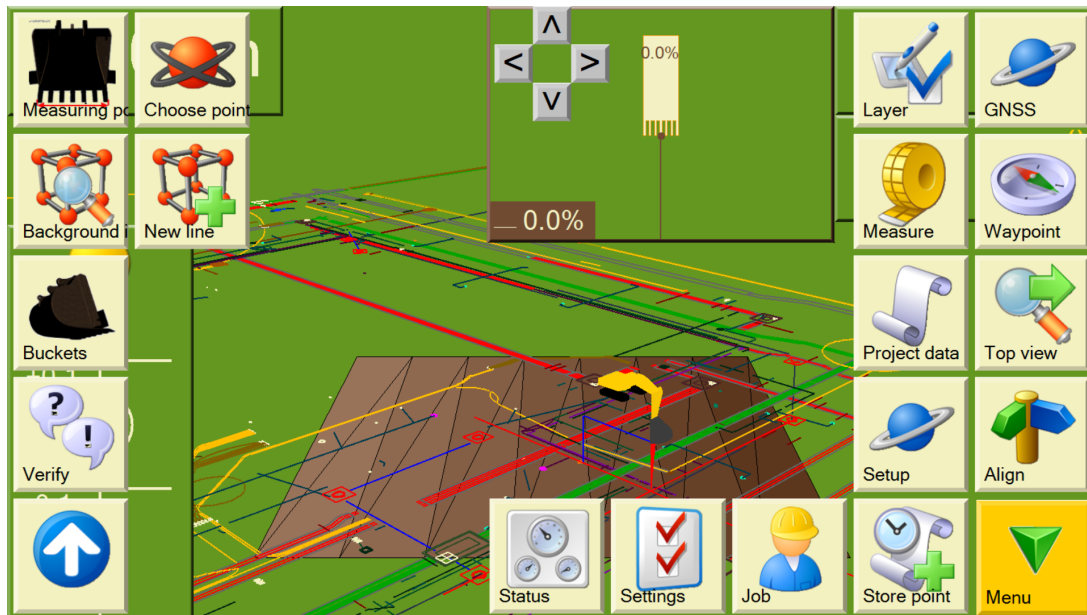 Measuring po
Choose point
0.0%
Layer
GNSS
Background
New line
0.0%
Measure
Waypoint
Buckets
Project data
Top view
Verify
Setup
Align
Status
Settings
Job
Store point
Menu